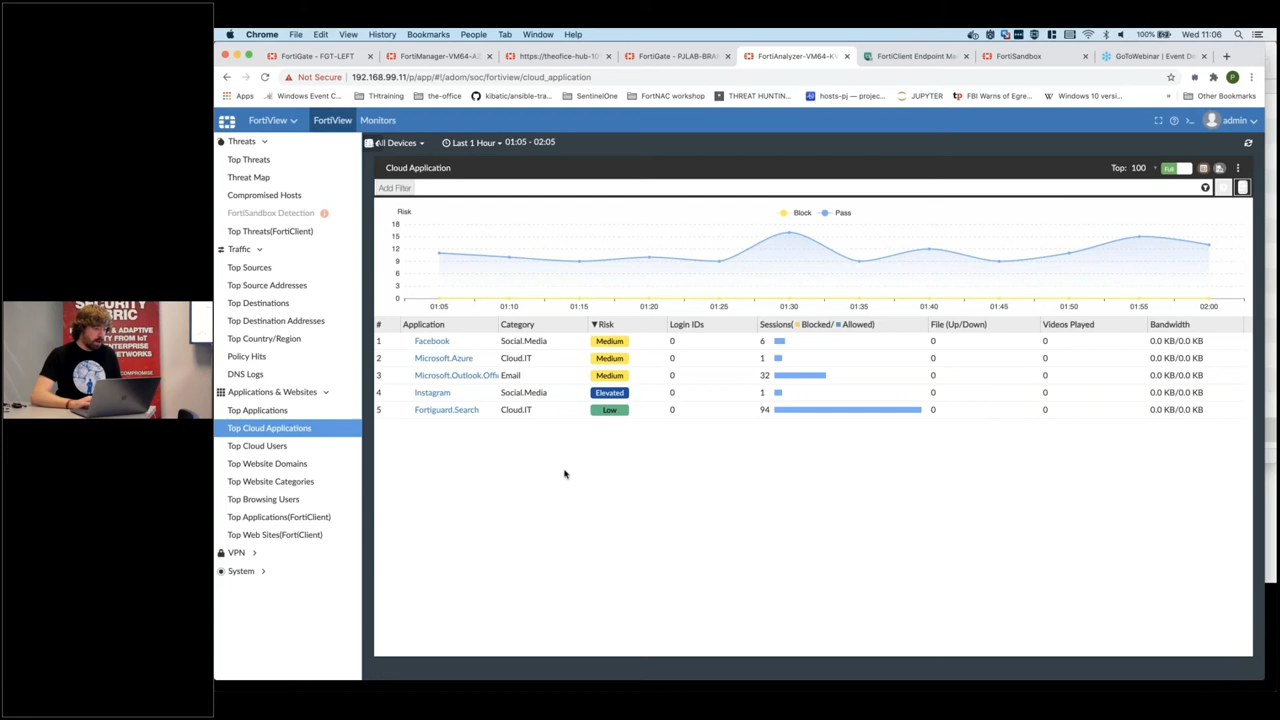 Chrome File Edit View History Bookmarks People Tab Window Help
100% Wed 11:06
FortiGate - FGT-LEFT
FortiManager-VM64-AZ
https://theofice-hub-10
FortiGate - PJLAB-BRAN
FortiAnalyzer-VM64-KV
FortiClient Endpoint Ma
FortiSandbox
GoToWebinar | Event De
Not Secure 192.168.99.11/p/app/#!/adom/soc/fortiview/cloud_application
P
Apps Windows Event C... THtraining the-office kibatic/ansible-tra... SentinelOne FortiNAC workshop THREAT HUNTIN... hosts-pj — projec... JUPYTER FBI Warns of Egre... Windows 10 versi... » Other Bookmarks
FortiView FortiView Monitors admin
Threats
Top Threats
Threat Map
Compromised Hosts
FortiSandbox Detection
Top Threats(FortiClient)
Traffic
Top Sources
Top Source Addresses
Top Destinations
Top Destination Addresses
Top Country/Region
Policy Hits
DNS Logs
Applications & Websites
Top Applications
Top Cloud Applications
Top Cloud Users
Top Website Domains
Top Website Categories
Top Browsing Users
Top Applications(FortiClient)
Top Web Sites(FortiClient)
VPN
System
All Devices Last 1 Hour 01:05 - 02:05
Cloud Application Top: 100 Full
Add Filter
Risk Block Pass
18
15
12
9
6
3
0
01:05 01:10 01:15 01:20 01:25 01:30 01:35 01:40 01:45 01:50 01:55 02:00
# Application Category ▼Risk Login IDs Sessions( Blocked/ Allowed) File (Up/Down) Videos Played Bandwidth
1 Facebook Social.Media Medium 0 6 0 0 0.0 KB/0.0 KB
2 Microsoft.Azure Cloud.IT Medium 0 1 0 0 0.0 KB/0.0 KB
3 Microsoft.Outlook.Offi Email Medium 0 32 0 0 0.0 KB/0.0 KB
4 Instagram Social.Media Elevated 0 1 0 0 0.0 KB/0.0 KB
5 Fortiguard.Search Cloud.IT Low 0 94 0 0 0.0 KB/0.0 KB
SECURITY